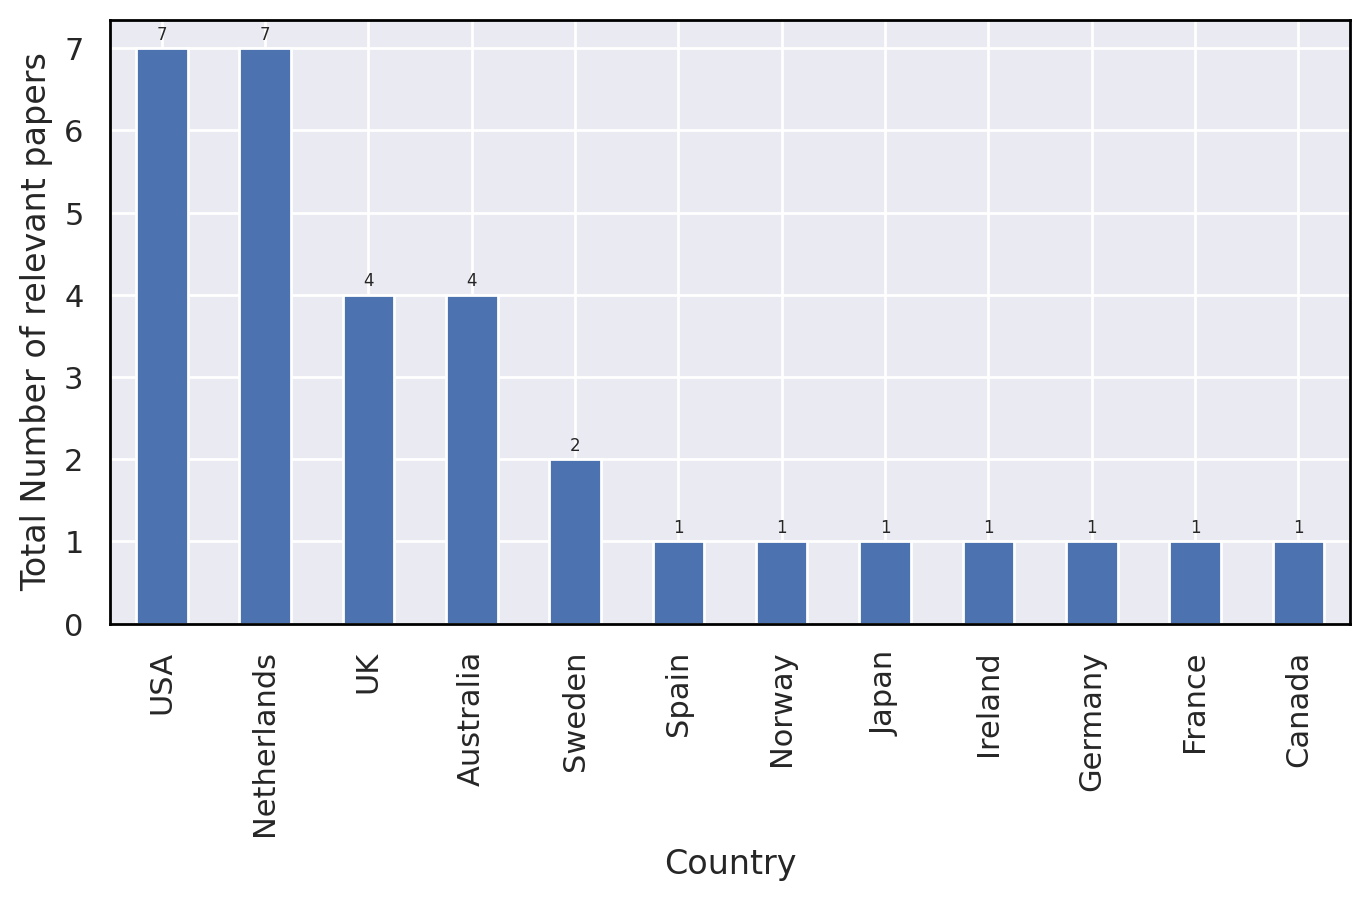 Total Number of relevant papers
7
6
5
4
3
2
1
0
7
7
4
4
2
1
1
1
1
1
1
1
USA
Netherlands
UK
Australia
Sweden
Spain
Norway
Japan
Ireland
Germany
France
Canada
Country